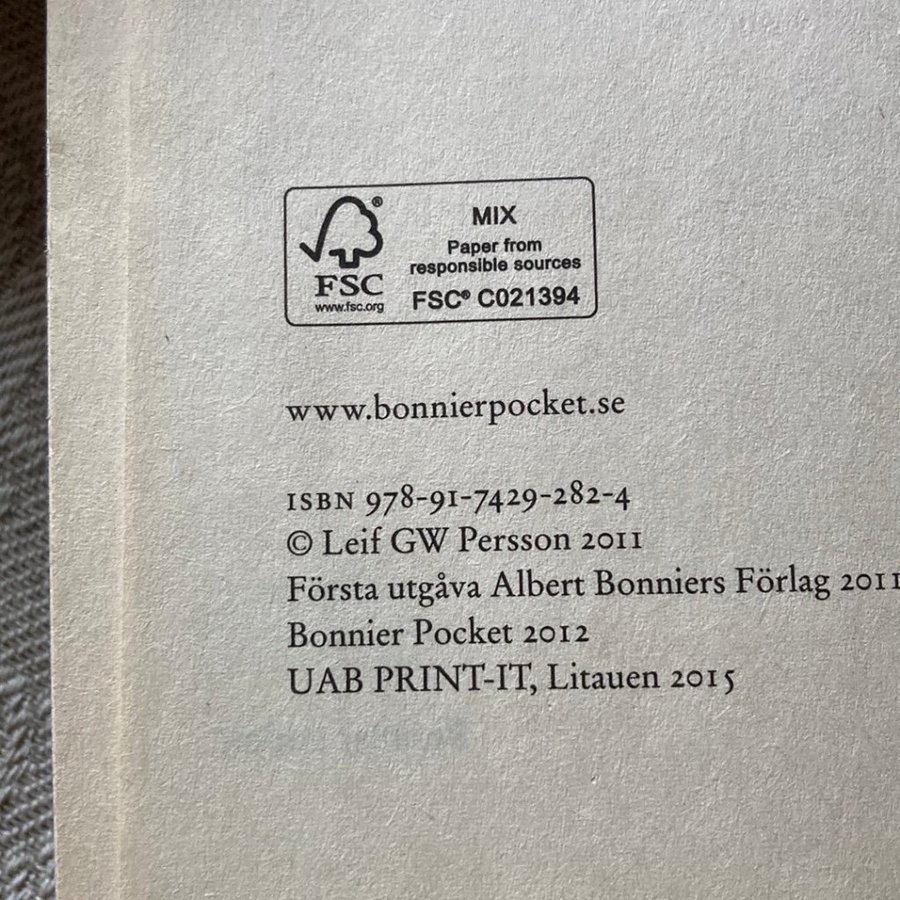 MIX
Paper from
responsible sources
FSC® C021394
®
FSC
www.fsc.org
www.bonnierpocket.se
ISBN 978-91-7429-282-4
© Leif GW Persson 2011
Första utgåva Albert Bonniers Förlag 2011
Bonnier Pocket 2012
UAB PRINT-IT, Litauen 2015